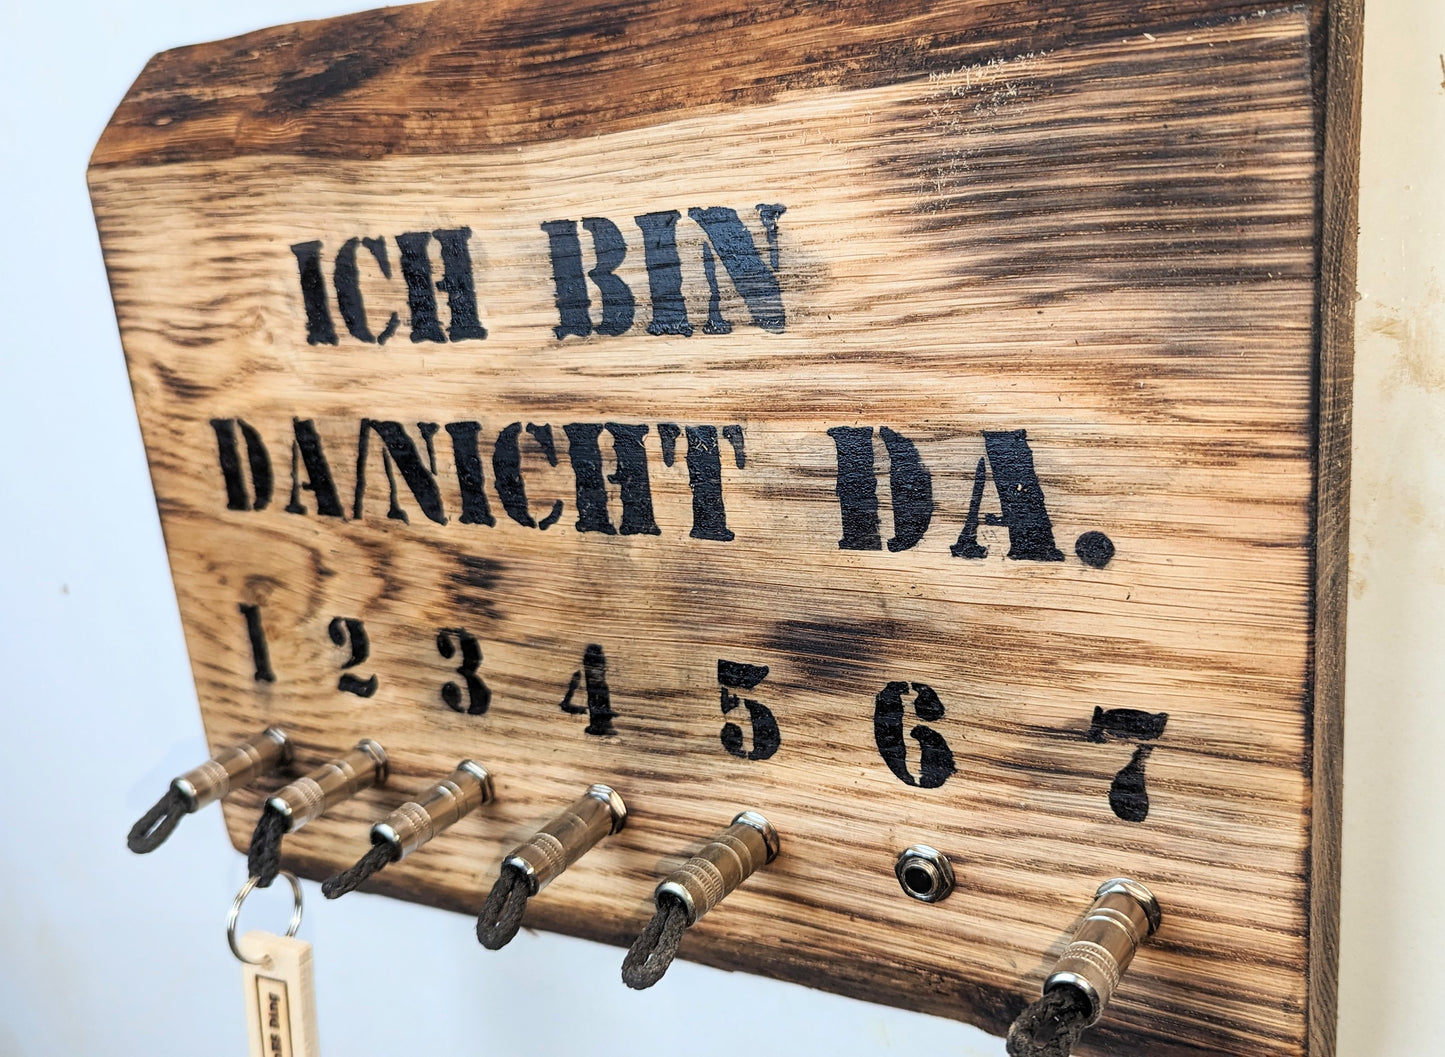 ICH BIN
DA/NICHT DA.
1 2 3 4 5 6 7